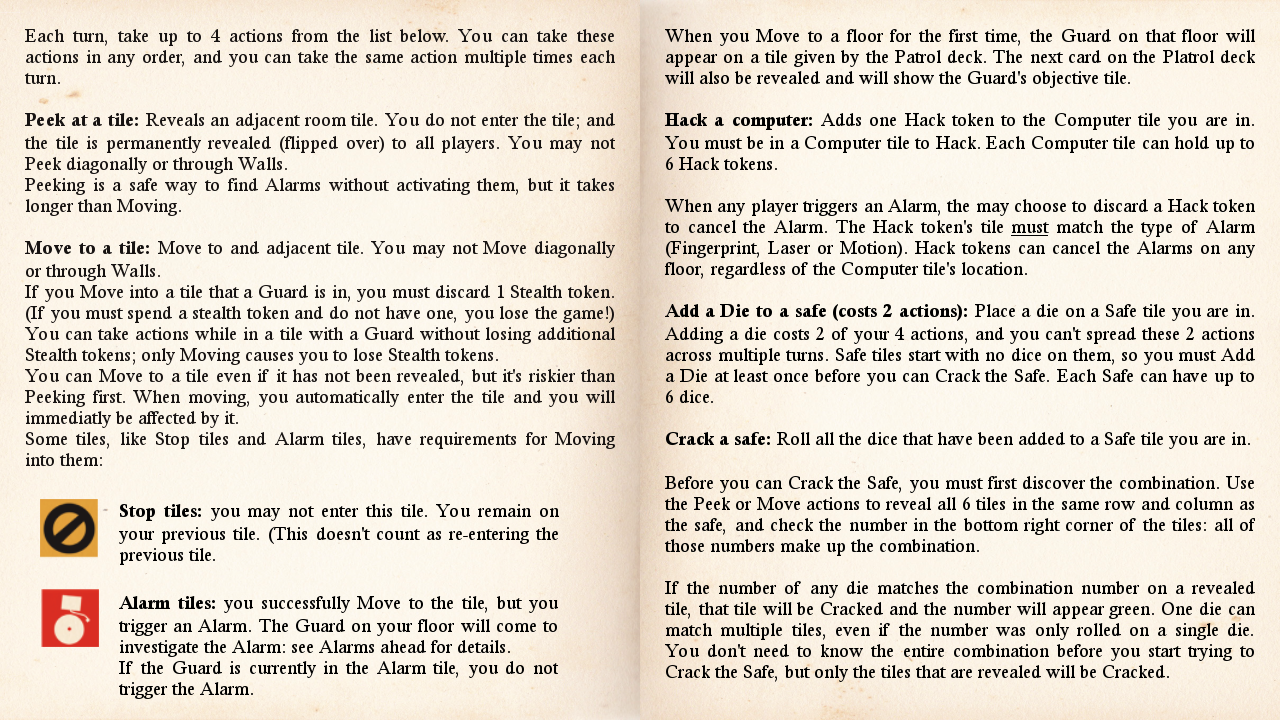 Each turn, take up to 4 actions from the list below. You can take these
actions in any order, and you can take the same action multiple times each
turn.
Peek at a tile: Reveals an adjacent room tile. You do not enter the tile; and
the tile is permanently revealed (flipped over) to all players. You may not
Peek diagonally or through Walls.
Peeking is a safe way to find Alarms without activating them, but it takes
longer than Moving.
Move to a tile: Move to and adjacent tile. You may not Move diagonally
or through Walls.
If you Move into a tile that a Guard is in, you must discard 1 Stealth token.
(If you must spend a stealth token and do not have one, you lose the game!)
You can take actions while in a tile with a Guard without losing additional
Stealth tokens; only Moving causes you to lose Stealth tokens.
You can Move to a tile even if it has not been revealed, but it's riskier than
Peeking first. When moving, you automatically enter the tile and you will
immediatly be affected by it.
Some tiles, like Stop tiles and Alarm tiles, have requirements for Moving
into them:
Stop tiles: you may not enter this tile. You remain on
your previous tile. (This doesn't count as re-entering the
previous tile.
Alarm tiles: you successfully Move to the tile, but you
trigger an Alarm. The Guard on your floor will come to
investigate the Alarm: see Alarms ahead for details.
If the Guard is currently in the Alarm tile, you do not
trigger the Alarm.
When you Move to a floor for the first time, the Guard on that floor will
appear on a tile given by the Patrol deck. The next card on the Platrol deck
will also be revealed and will show the Guard's objective tile.
Hack a computer: Adds one Hack token to the Computer tile you are in.
You must be in a Computer tile to Hack. Each Computer tile can hold up to
6 Hack tokens.
When any player triggers an Alarm, the may choose to discard a Hack token
to cancel the Alarm. The Hack token's tile must match the type of Alarm
(Fingerprint, Laser or Motion). Hack tokens can cancel the Alarms on any
floor, regardless of the Computer tile's location.
Add a Die to a safe (costs 2 actions): Place a die on a Safe tile you are in.
Adding a die costs 2 of your 4 actions, and you can't spread these 2 actions
across multiple turns. Safe tiles start with no dice on them, so you must Add
a Die at least once before you can Crack the Safe. Each Safe can have up to
6 dice.
Crack a safe: Roll all the dice that have been added to a Safe tile you are in.
Before you can Crack the Safe, you must first discover the combination. Use
the Peek or Move actions to reveal all 6 tiles in the same row and column as
the safe, and check the number in the bottom right corner of the tiles: all of
those numbers make up the combination.
If the number of any die matches the combination number on a revealed
tile, that tile will be Cracked and the number will appear green. One die can
match multiple tiles, even if the number was only rolled on a single die.
You don't need to know the entire combination before you start trying to
Crack the Safe, but only the tiles that are revealed will be Cracked.